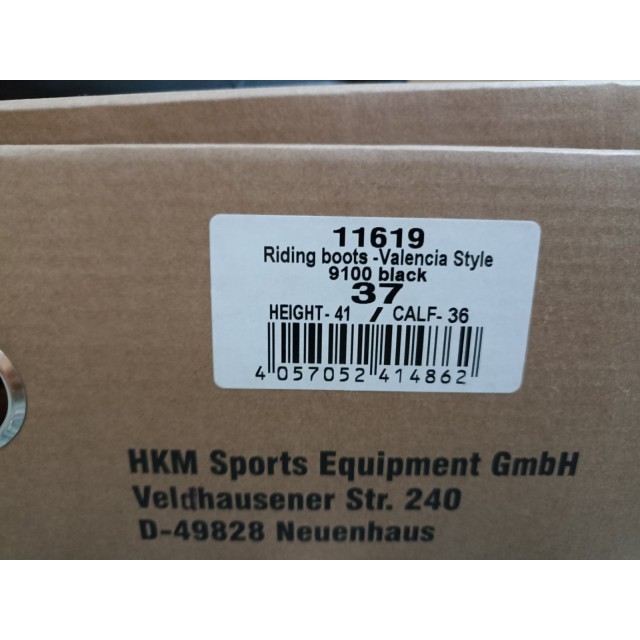 11619
Riding boots -Valencia Style
9100 black
37
HEIGHT- 41 / CALF- 36
4 057052 414862
HKM Sports Equipment GmbH
Veldhausener Str. 240
D-49828 Neuenhaus